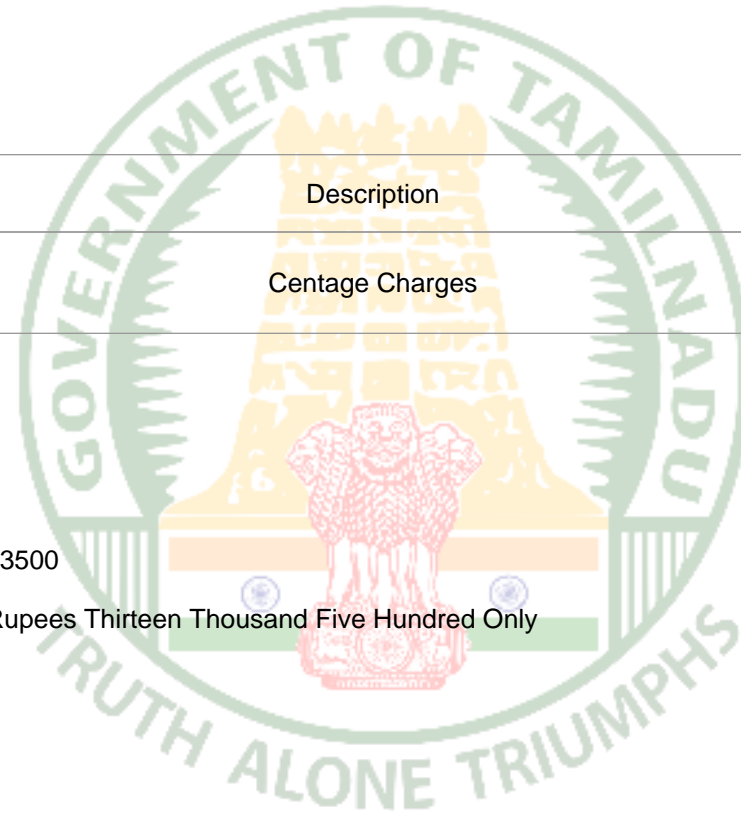 GOVERNMENT OF TAMILNADU
Description
Centage Charges
3500
Rupees Thirteen Thousand Five Hundred Only
TRUTH ALONE TRIUMPHS